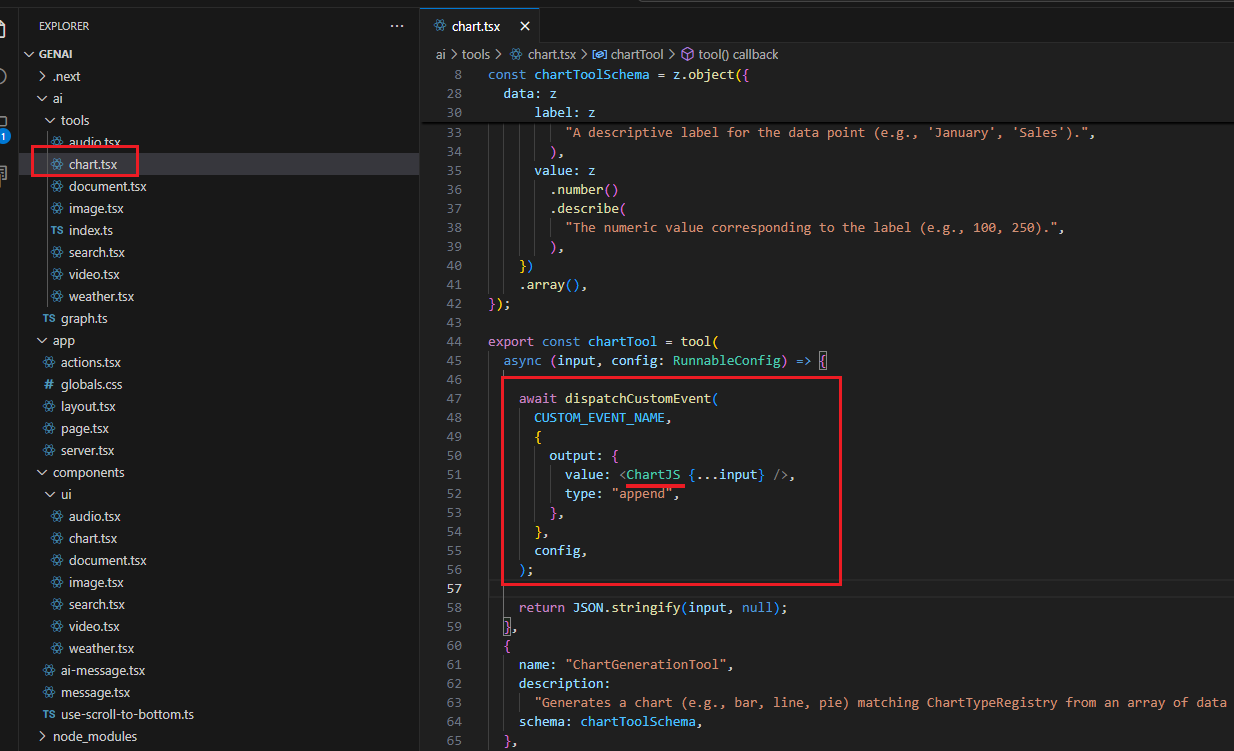 EXPLORER
...
GENAI
.next
ai
tools
audio.tsx
chart.tsx
document.tsx
image.tsx
TS index.ts
search.tsx
video.tsx
weather.tsx
TS graph.ts
app
actions.tsx
# globals.css
layout.tsx
page.tsx
server.tsx
components
ui
audio.tsx
chart.tsx
document.tsx
image.tsx
search.tsx
video.tsx
weather.tsx
ai-message.tsx
message.tsx
TS use-scroll-to-bottom.ts
node_modules
1
chart.tsx
ai > tools > chart.tsx > chartTool > tool() callback
8 const chartToolSchema = z.object({
28 data: z
30 label: z
33 "A descriptive label for the data point (e.g., 'January', 'Sales').",
34 ),
35 value: z
36 .number()
37 .describe(
38 "The numeric value corresponding to the label (e.g., 100, 250).",
39 ),
40 })
41 .array(),
42 });
43
44 export const chartTool = tool(
45 async (input, config: RunnableConfig) => {
46
47 await dispatchCustomEvent(
48 CUSTOM_EVENT_NAME,
49 {
50 output: {
51 value: <ChartJS {...input} />,
52 type: "append",
53 },
54 },
55 config,
56 );
57
58 return JSON.stringify(input, null);
59 },
60 {
61 name: "ChartGenerationTool",
62 description:
63 "Generates a chart (e.g., bar, line, pie) matching ChartTypeRegistry from an array of data
64 schema: chartToolSchema,
65 },